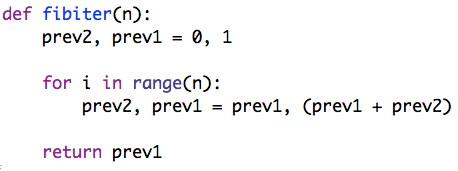 def fibiter(n):
    prev2, prev1 = 0, 1

    for i in range(n):
        prev2, prev1 = prev1, (prev1 + prev2)

    return prev1